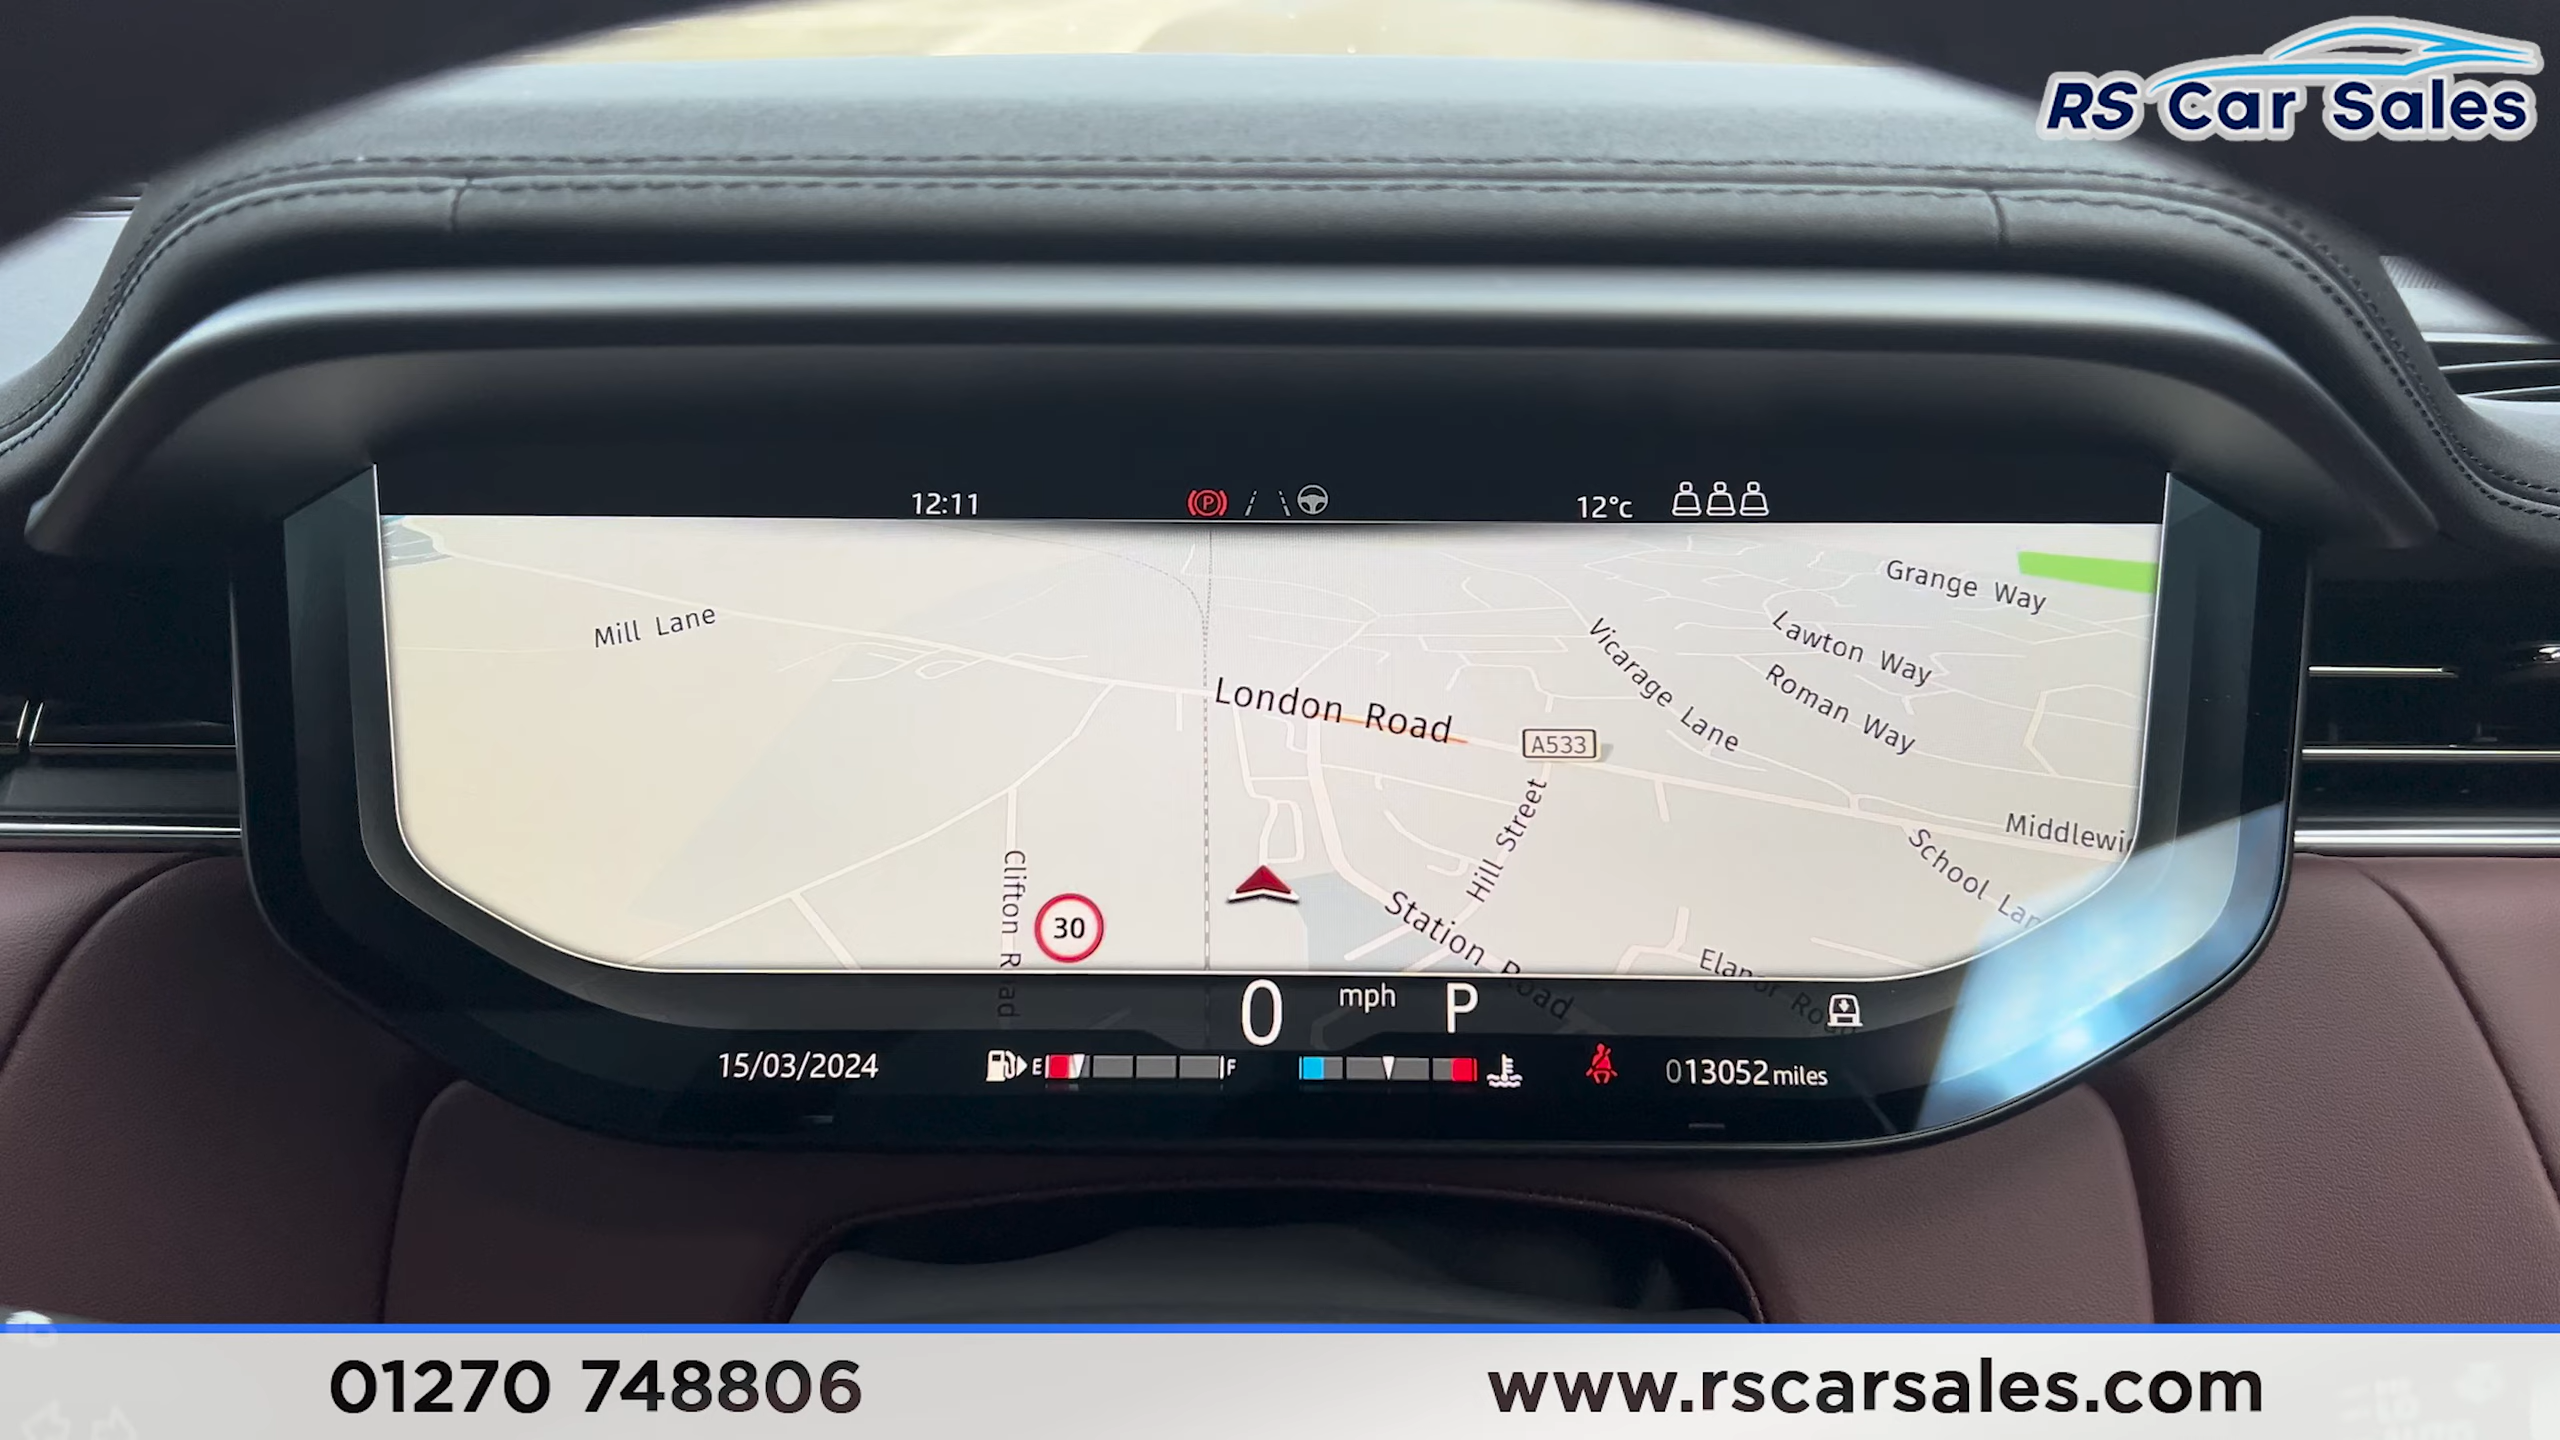 RS Car Sales
12:11
12°c
Grange Way
Mill Lane
Lawton Way
Vicarage Lane
Roman Way
London Road
A533
Hill Street
Middlewi
School Lan
Clifton Road
30
Station Road
Elanor Road
0 mph P
15/03/2024
E F
013052 miles
01270 748806
www.rscarsales.com